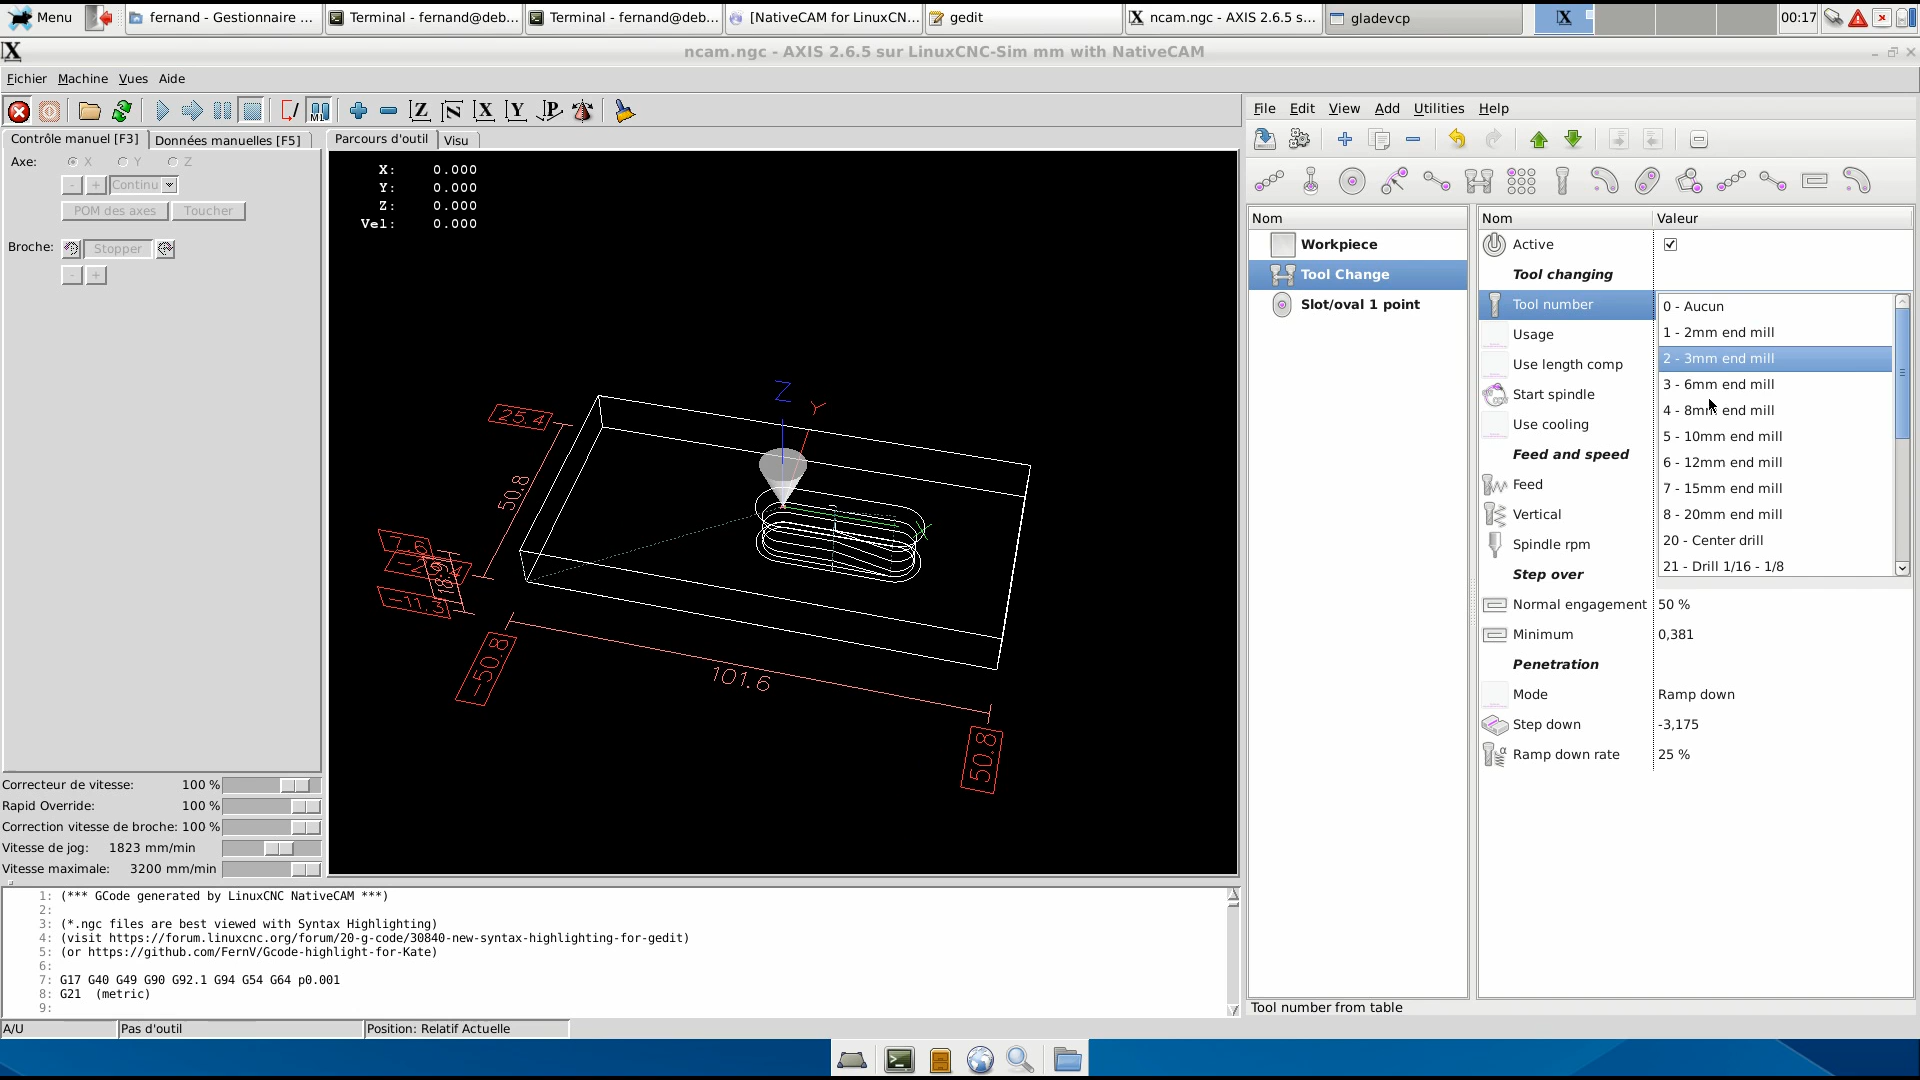 Menu
fernand - Gestionnaire ...
Terminal - fernand@deb...
Terminal - fernand@deb...
[NativeCAM for LinuxCN...
gedit
ncam.ngc - AXIS 2.6.5 s...
gladevcp
00:17
ncam.ngc - AXIS 2.6.5 sur LinuxCNC-Sim mm with NativeCAM
Fichier Machine Vues Aide
Contrôle manuel [F3]
Données manuelles [F5]
Axe: X Y Z
- + Continu
POM des axes Toucher
Broche: Stopper
- +
Correcteur de vitesse: 100 %
Rapid Override: 100 %
Correction vitesse de broche: 100 %
Vitesse de jog: 1823 mm/min
Vitesse maximale: 3200 mm/min
Parcours d'outil
Visu
X: 0.000
Y: 0.000
Z: 0.000
Vel: 0.000
Z
Y
X
25.4
50.8
7.6
-11.3
-50.8
101.6
50.8
1: (*** GCode generated by LinuxCNC NativeCAM ***)
2:
3: (*.ngc files are best viewed with Syntax Highlighting)
4: (visit https://forum.linuxcnc.org/forum/20-g-code/30840-new-syntax-highlighting-for-gedit)
5: (or https://github.com/FernV/Gcode-highlight-for-Kate)
6:
7: G17 G40 G49 G90 G92.1 G94 G54 G64 p0.001
8: G21 (metric)
9:
A/U
Pas d'outil
Position: Relatif Actuelle
File Edit View Add Utilities Help
Nom
Workpiece
Tool Change
Slot/oval 1 point
Nom Valeur
Active
Tool changing
Tool number
Usage
Use length comp
Start spindle
Use cooling
Feed and speed
Feed
Vertical
Spindle rpm
Step over
Normal engagement 50 %
Minimum 0,381
Penetration
Mode Ramp down
Step down -3,175
Ramp down rate 25 %
0 - Aucun
1 - 2mm end mill
2 - 3mm end mill
3 - 6mm end mill
4 - 8mm end mill
5 - 10mm end mill
6 - 12mm end mill
7 - 15mm end mill
8 - 20mm end mill
20 - Center drill
21 - Drill 1/16 - 1/8
Tool number from table